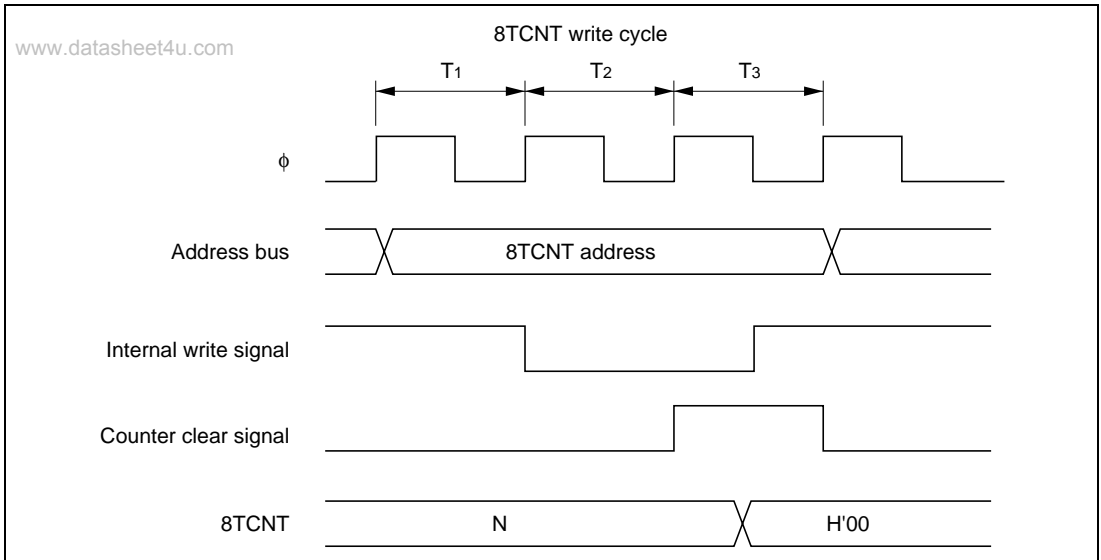 8TCNT write cycle
www.datasheet4u.com
T1 T2 T3
ϕ
Address bus 8TCNT address
Internal write signal
Counter clear signal
8TCNT N H'00